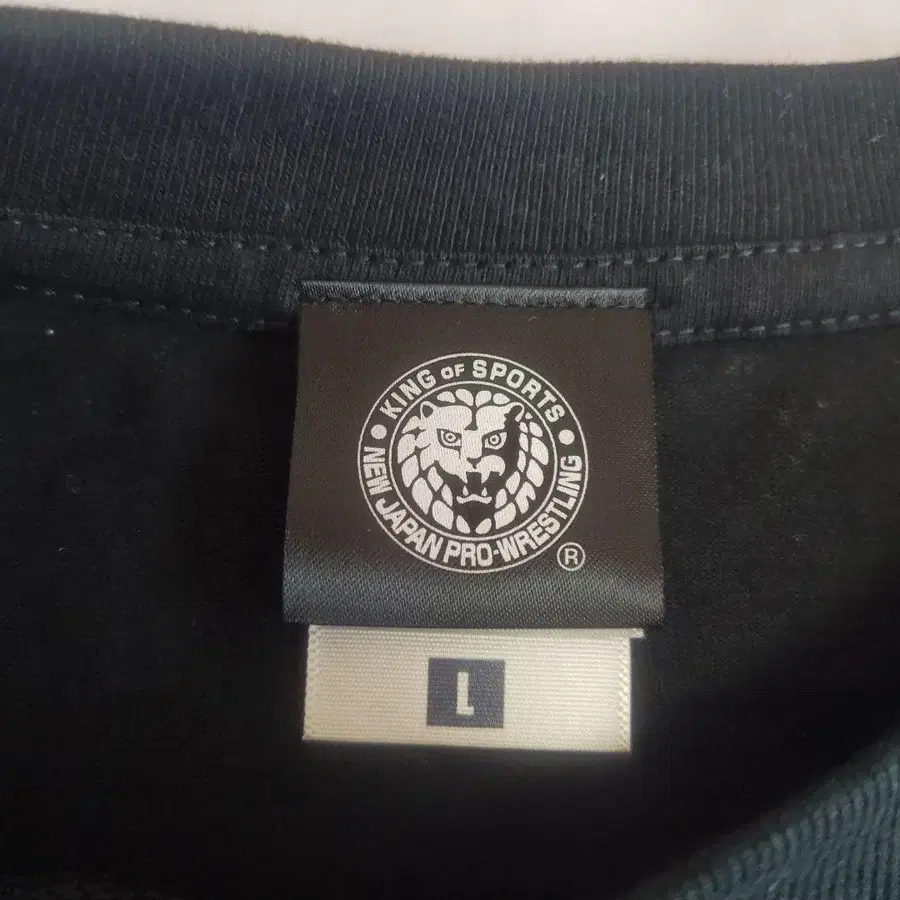 KING OF SPORTS
NEW JAPAN PRO-WRESTLING
®
L